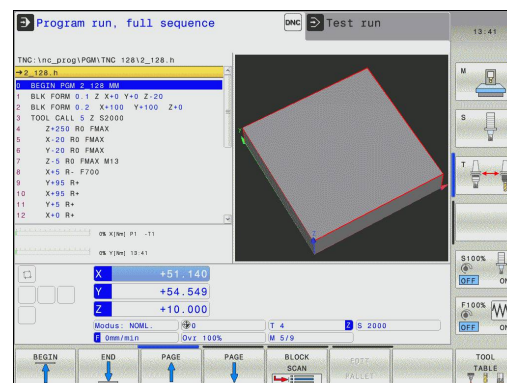 Program run, full sequence
DNC
Test run
13:41
TNC:\nc_prog\PGM\TNC 128\2_128.h
→2_128.h
0 BEGIN PGM 2_128 MM
1 BLK FORM 0.1 Z X+0 Y+0 Z-20
2 BLK FORM 0.2 X+100 Y+100 Z+0
3 TOOL CALL 5 Z S2000
4 Z+250 R0 FMAX
5 X-20 R0 FMAX
6 Y-20 R0 FMAX
7 Z-5 R0 FMAX M13
8 X+5 R- F700
9 Y+95 R+
10 X+95 R+
11 Y+5 R+
12 X+0 R+
0% X[Nm] P1 -T1
0% Y[Nm] 13:41
Y
Z
M
S
T
S100%
OFF ON
F100%
OFF ON
X +51.140
Y +54.549
Z +10.000
Modus: NOML. 0 T 4 Z S 2000
F 0mm/min Ovr 100% M 5/9
BEGIN
END
PAGE
PAGE
BLOCK
SCAN
EDIT
PALLET
TOOL
TABLE